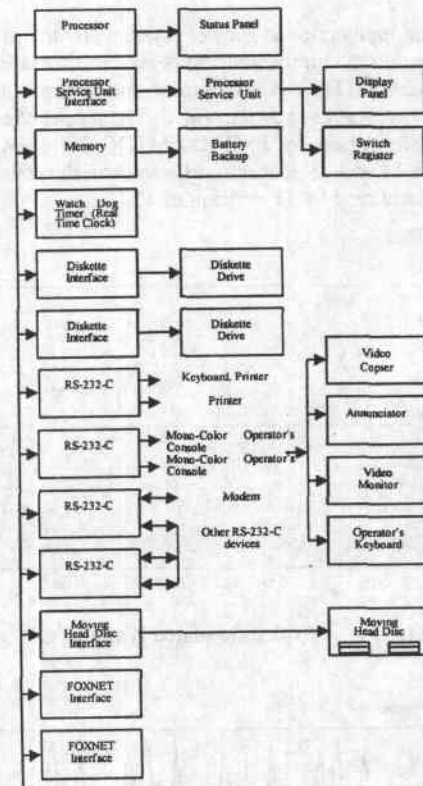 Processor
Status Panel
Processor
Service Unit
Interface
Processor
Service Unit
Display
Panel
Memory
Battery
Backup
Switch
Register
Watch Dog
Timer (Real
Time Clock)
Diskette
Interface
Diskette
Drive
Diskette
Interface
Diskette
Drive
RS-232-C
Keyboard, Printer
Printer
Video
Copser
Annunciator
RS-232-C
Mono-Color Operator's
Console
Mono-Color Operator's
Console
Video
Monitor
RS-232-C
Modem
Other RS-232-C
devices
Operator's
Keyboard
RS-232-C
Moving
Head Disc
Interface
Moving
Head Disc
FOXNET
Interface
FOXNET
Interface